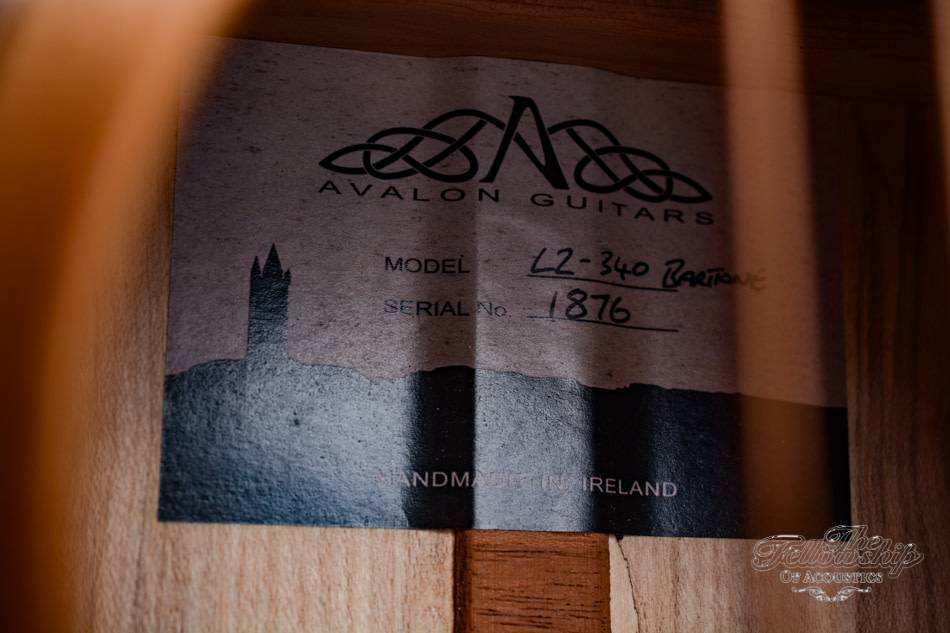 AVALON GUITARS
MODEL L2-340 BARITONE
SERIAL No 1876
HANDMADE IN IRELAND
The
Fellowship
OF ACOUSTICS